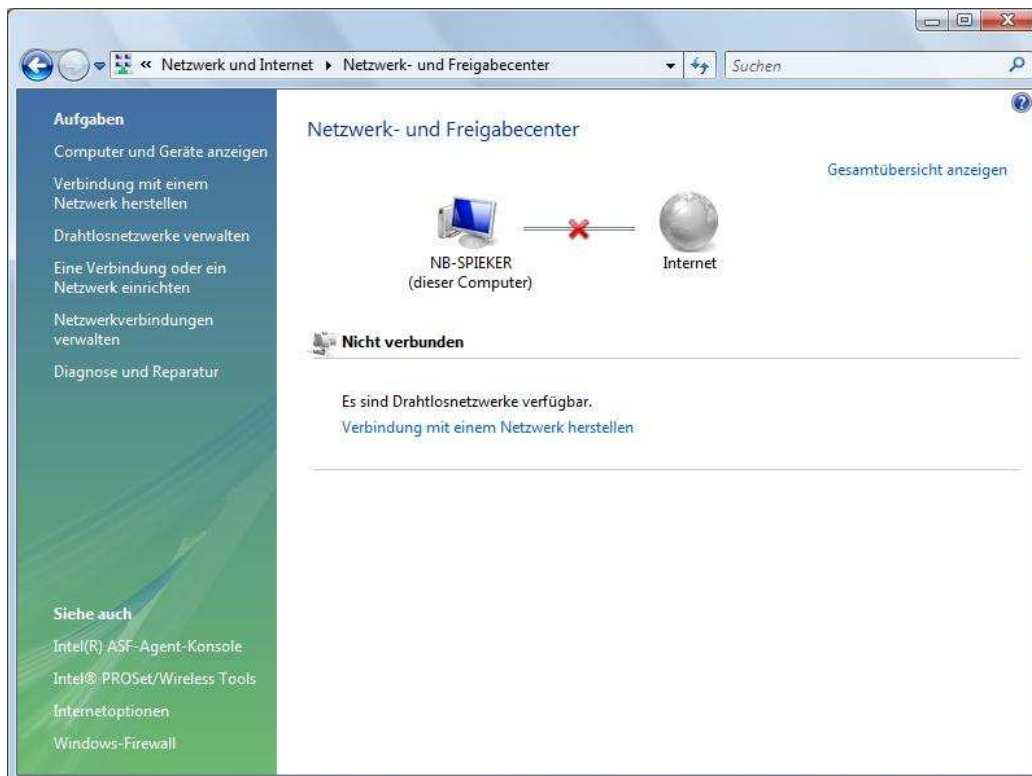 « Netzwerk und Internet ▸ Netzwerk- und Freigabecenter
Suchen
Aufgaben
Computer und Geräte anzeigen
Verbindung mit einem
Netzwerk herstellen
Drahtlosnetzwerke verwalten
Eine Verbindung oder ein
Netzwerk einrichten
Netzwerkverbindungen
verwalten
Diagnose und Reparatur
Siehe auch
Intel(R) ASF-Agent-Konsole
Intel® PROSet/Wireless Tools
Internetoptionen
Windows-Firewall
Netzwerk- und Freigabecenter
Gesamtübersicht anzeigen
NB-SPIEKER
(dieser Computer)
Internet
Nicht verbunden
Es sind Drahtlosnetzwerke verfügbar.
Verbindung mit einem Netzwerk herstellen